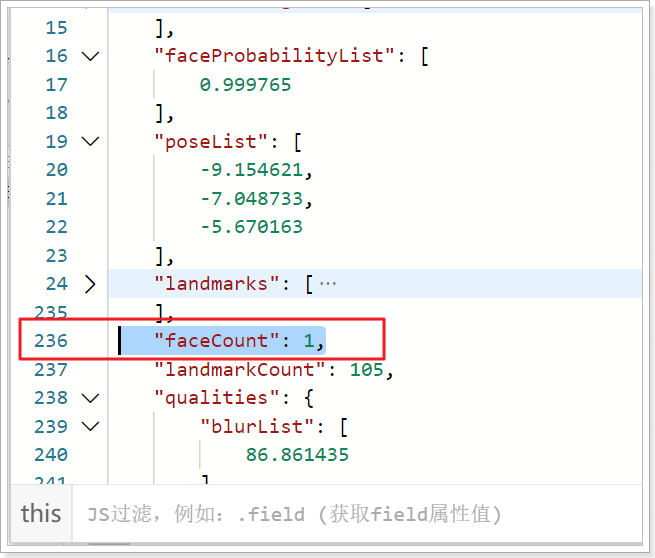 15 ],
16 "faceProbabilityList": [
17 0.999765
18 ],
19 "poseList": [
20 -9.154621,
21 -7.048733,
22 -5.670163
23 ],
24 "landmarks": [ ⋯
235 ],
236 "faceCount": 1,
237 "landmarkCount": 105,
238 "qualities": {
239 "blurList": [
240 86.861435
241 ]
this JS过滤，例如：.field (获取field属性值)